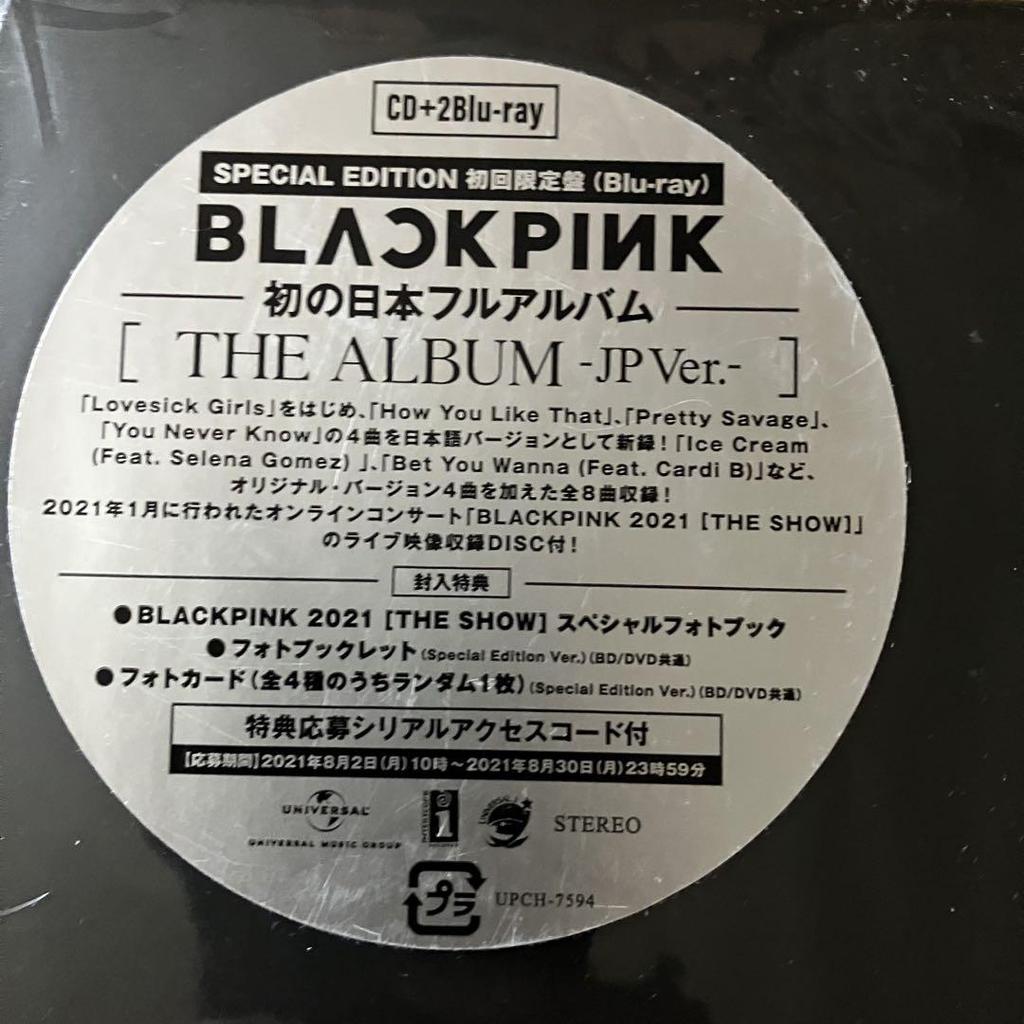 CD+2Blu-ray
SPECIAL EDITION 初回限定盤 (Blu-ray)
BLACKPINK
初の日本フルアルバム
[ THE ALBUM -JP Ver.- ]
「Lovesick Girls」をはじめ、「How You Like That」、「Pretty Savage」、
「You Never Know」の4曲を日本語バージョンとして新録!「Ice Cream
(Feat. Selena Gomez) 」、「Bet You Wanna (Feat. Cardi B)」など、
オリジナル・バージョン4曲を加えた全8曲収録!
2021年1月に行われたオンラインコンサート「BLACKPINK 2021 [THE SHOW]」
のライブ映像収録DISC付!
封入特典
●BLACKPINK 2021 [THE SHOW] スペシャルフォトブック
●フォトブックレット(Special Edition Ver.)(BD/DVD共通)
●フォトカード(全4種のうちランダム1枚)(Special Edition Ver.)(BD/DVD共通)
特典応募シリアルアクセスコード付
【応募期間】2021年8月2日(月)10時～2021年8月30日(月)23時59分
UNIVERSAL
UNIVERSAL MUSIC GROUP
INTERSCOPE
i
UNIVERSAL J
STEREO
プラ
UPCH-7594